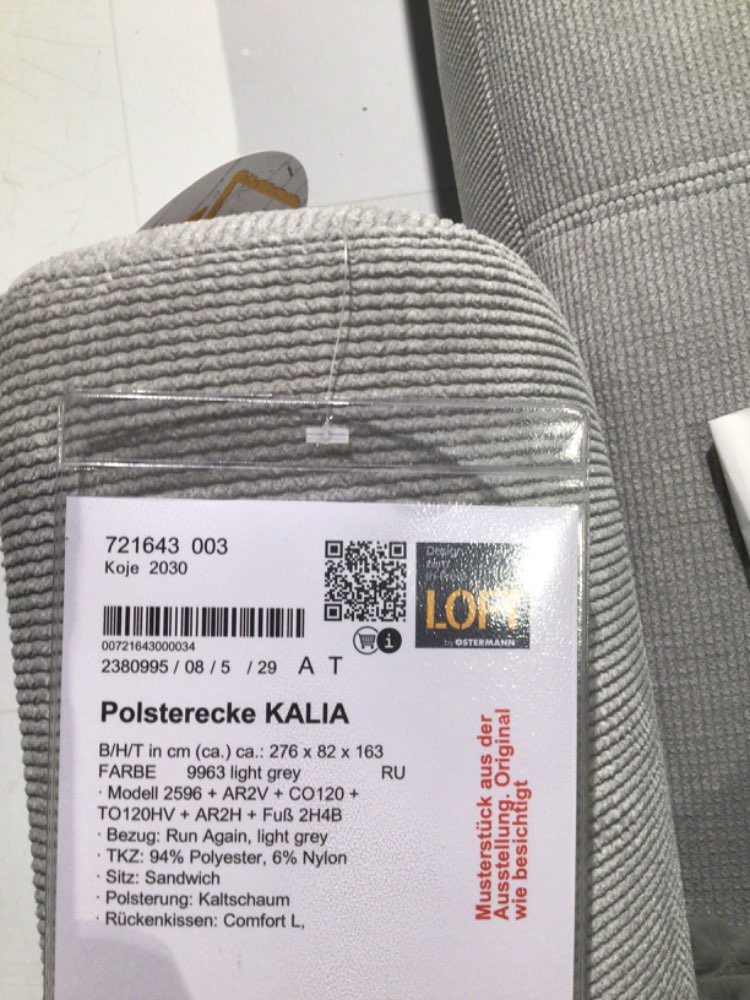 721643 003
Koje 2030
00721643000034
2380995 / 08 / 5 / 29 A T
Design
zum
LOFT
by OSTERMANN
Polsterecke KALIA
B/H/T in cm (ca.) ca.: 276 x 82 x 163
FARBE 9963 light grey RU
· Modell 2596 + AR2V + CO120 +
TO120HV + AR2H + Fuß 2H4B
· Bezug: Run Again, light grey
· TKZ: 94% Polyester, 6% Nylon
· Sitz: Sandwich
· Polsterung: Kaltschaum
· Rückenkissen: Comfort L,
Musterstück aus der
Ausstellung. Original
wie besichtigt